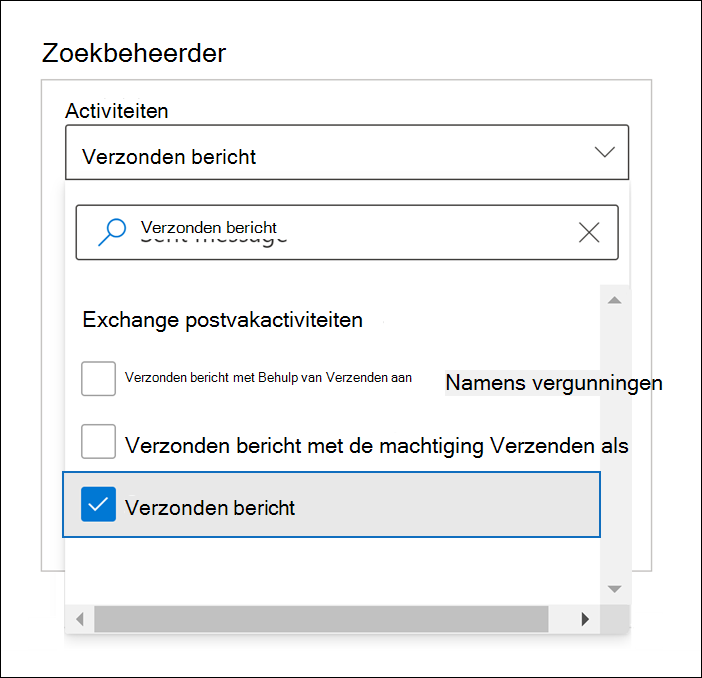 Zoekbeheerder
Activiteiten
Verzonden bericht
Verzonden bericht
Sent message
Exchange postvakactiviteiten
Verzonden bericht met Behulp van Verzenden aan Namens vergunningen
Verzonden bericht met de machtiging Verzenden als
Verzonden bericht